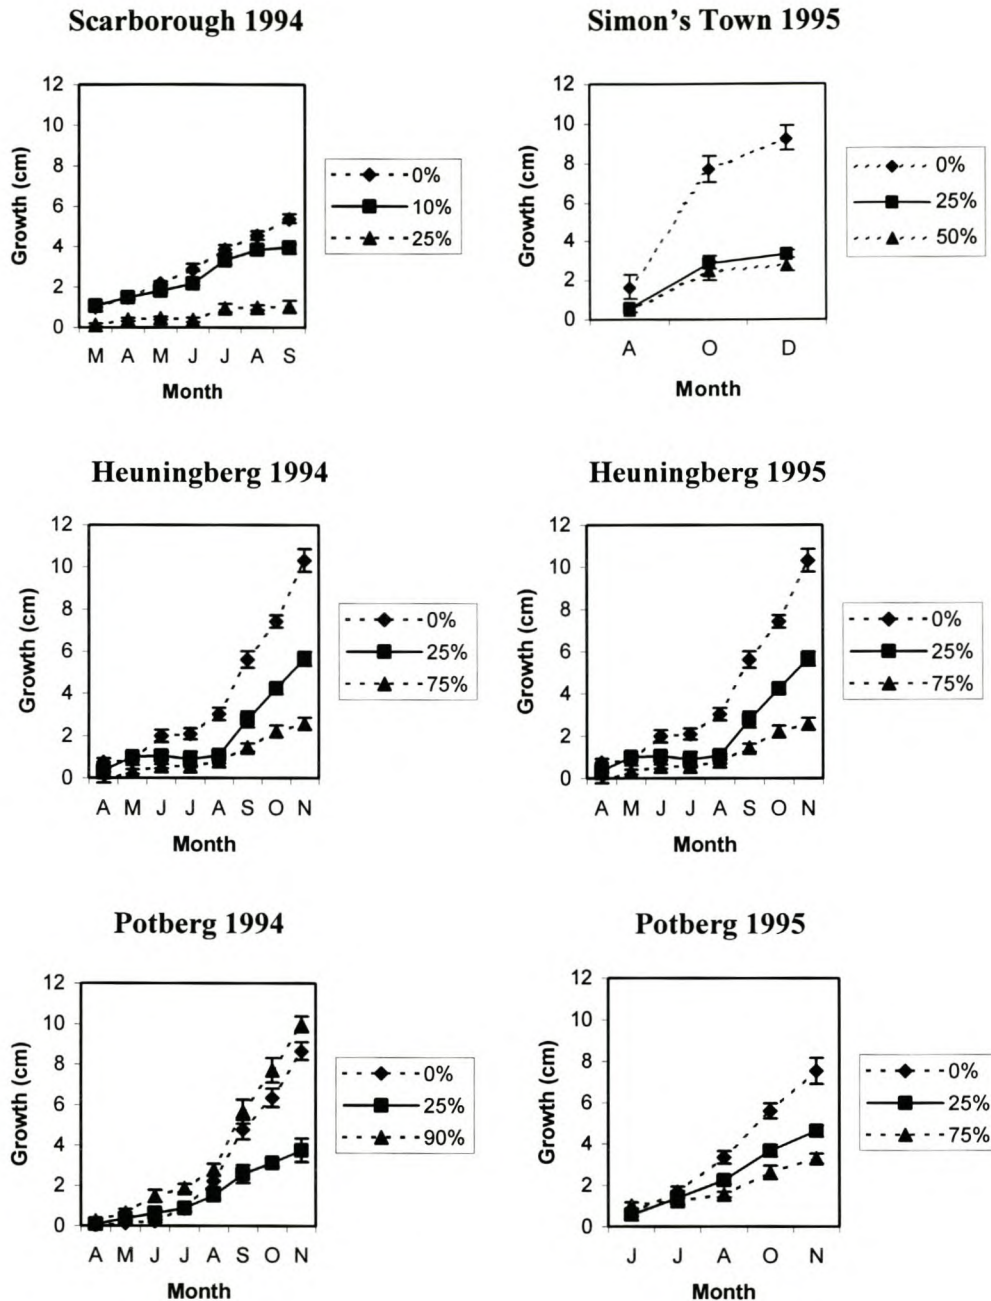 Scarborough 1994
12
10
8
6
4
2
0
Growth (cm)
M A M J J A S
Month
0%
10%
25%
Simon's Town 1995
12
10
8
6
4
2
0
Growth (cm)
A O D
Month
0%
25%
50%
Heuningberg 1994
12
10
8
6
4
2
0
Growth (cm)
A M J J A S O N
Month
0%
25%
75%
Heuningberg 1995
12
10
8
6
4
2
0
Growth (cm)
A M J J A S O N
Month
0%
25%
75%
Potberg 1994
12
10
8
6
4
2
0
Growth (cm)
A M J J A S O N
Month
0%
25%
90%
Potberg 1995
12
10
8
6
4
2
0
Growth (cm)
J J A O N
Month
0%
25%
75%